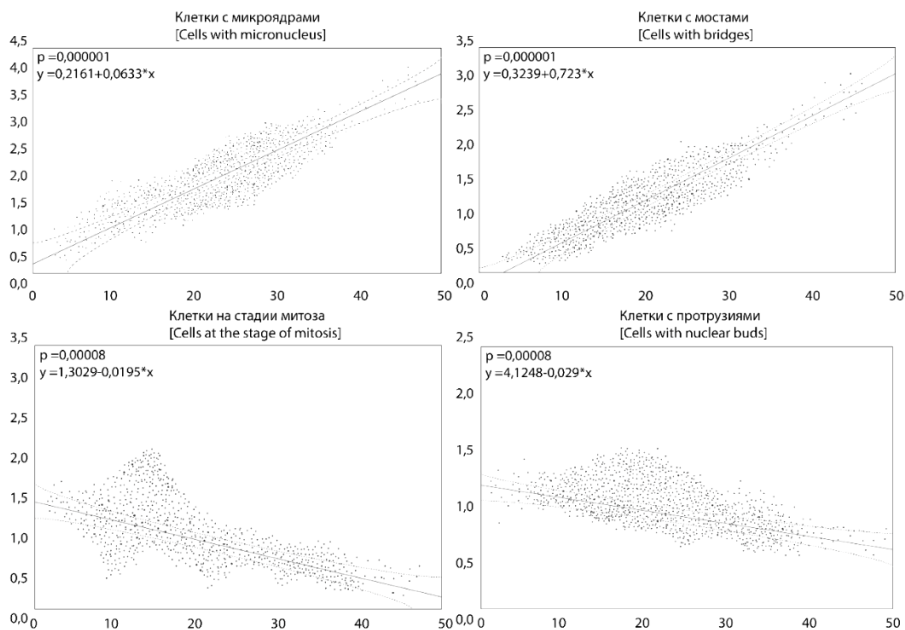 Клетки с микроядрами
[Cells with micronucleus]
4,5
4,0
3,5
3,0
2,5
2,0
1,5
1,0
0,5
0,0
p =0,000001
y =0,2161+0,0633*x
0 10 20 30 40 50
Клетки с мостами
[Cells with bridges]
3,5
3,0
2,5
2,0
1,5
1,0
0,5
0,0
p =0,000001
y =0,3239+0,723*x
0 10 20 30 40 50
Клетки на стадии митоза
[Cells at the stage of mitosis]
3,5
3,0
2,5
2,0
1,5
1,0
0,5
0,0
p =0,00008
y =1,3029-0,0195*x
0 10 20 30 40 50
Клетки с протрузиями
[Cells with nuclear buds]
2,5
2,0
1,5
1,0
0,5
0,0
p =0,00008
y =4,1248-0,029*x
0 10 20 30 40 50